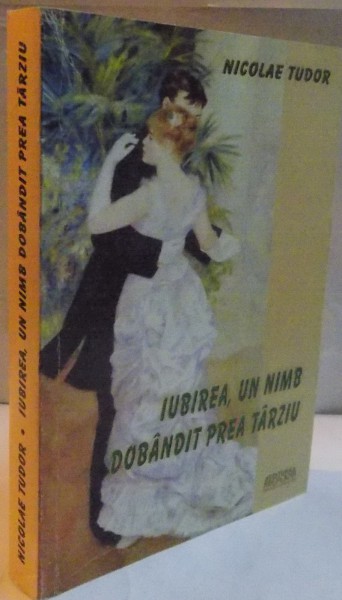 NICOLAE TUDOR
IUBIREA, UN NIMB
DOBÂNDIT PREA TÂRZIU
NICOLAE TUDOR • IUBIREA, UN NIMB DOBÂNDIT PREA TÂRZIU